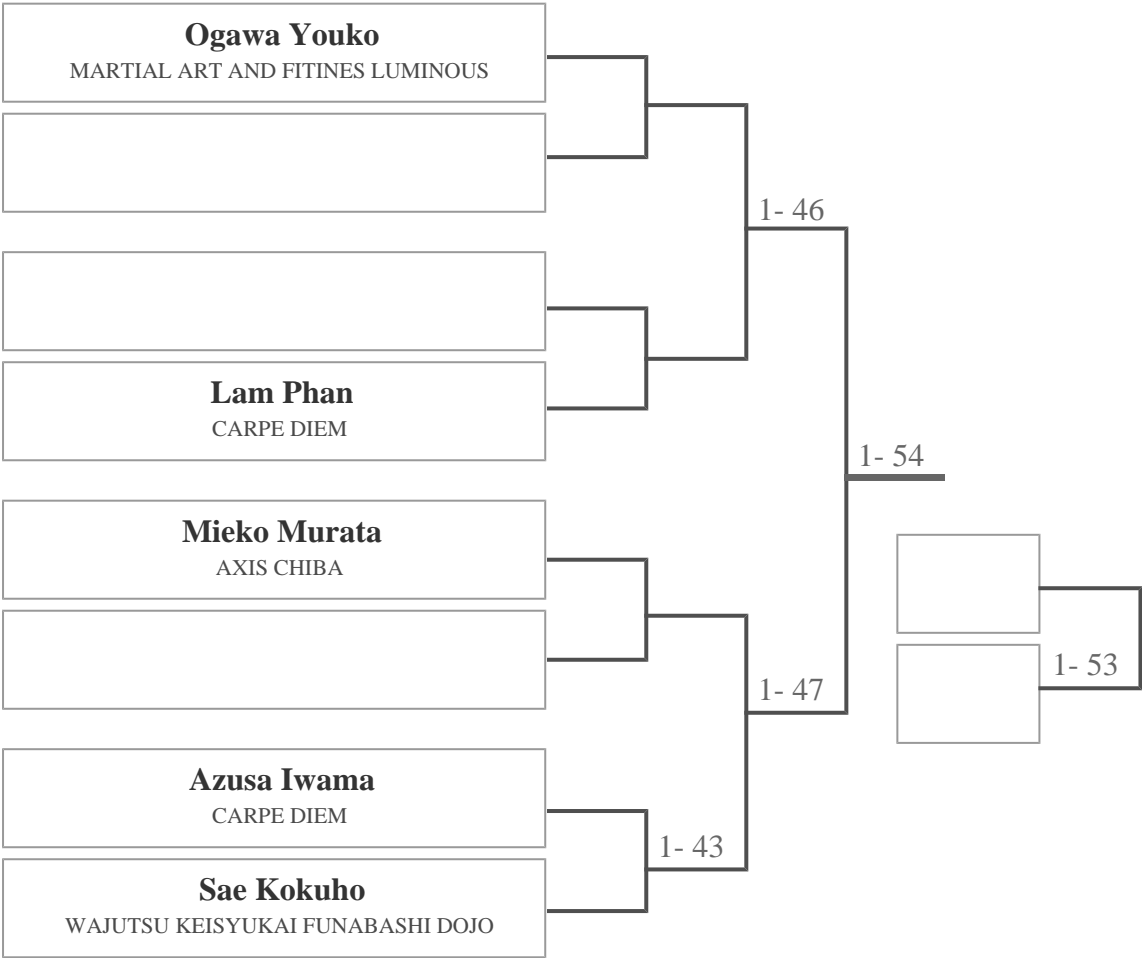 Ogawa Youko
MARTIAL ART AND FITINES LUMINOUS
1- 46
Lam Phan
CARPE DIEM
1- 54
Mieko Murata
AXIS CHIBA
1- 53
1- 47
Azusa Iwama
CARPE DIEM
1- 43
Sae Kokuho
WAJUTSU KEISYUKAI FUNABASHI DOJO